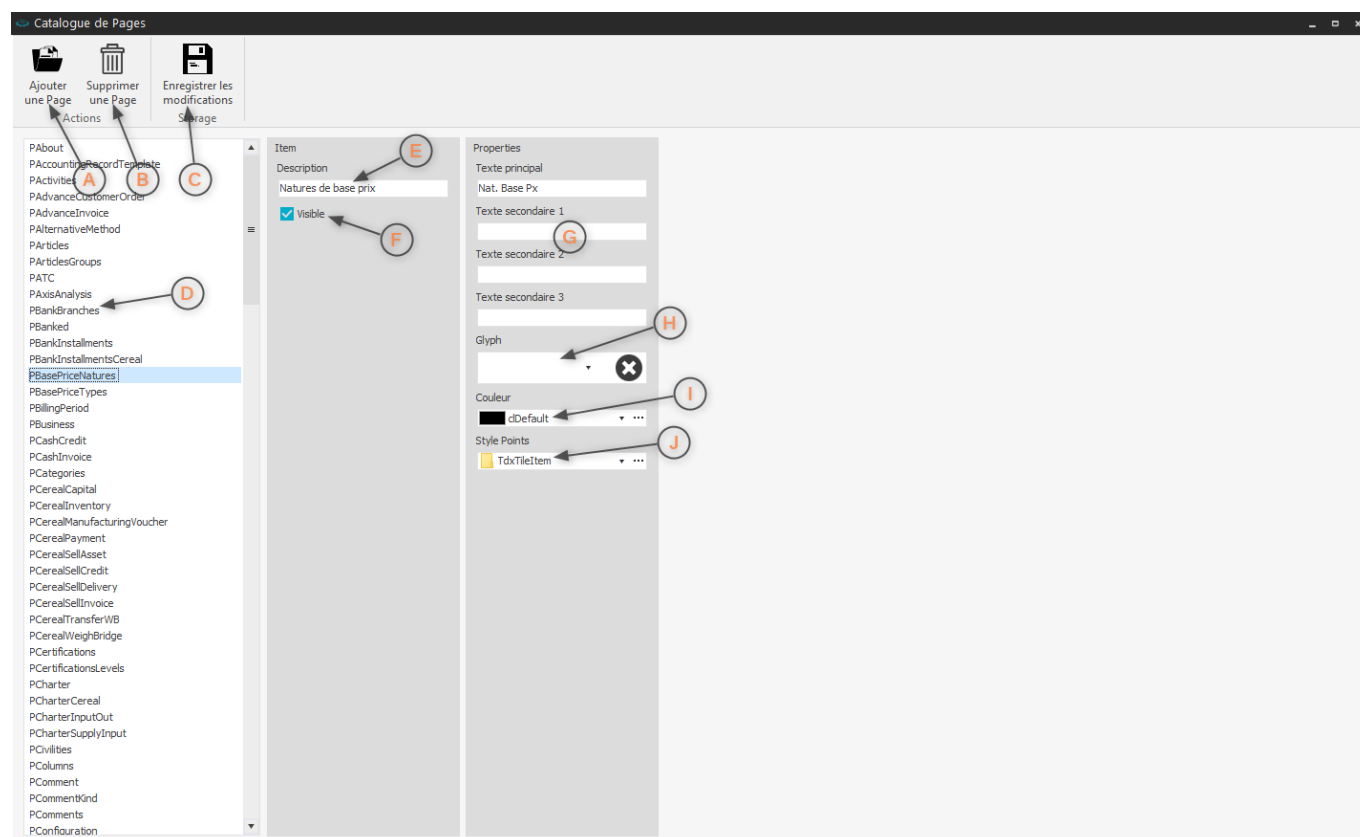 Catalogue de Pages
Ajouter une Page
Supprimer une Page
Enregistrer les modifications
Actions
Storage
PAbout
PAccountingRecordTemplate
PActivities
PAdvanceCustomerOrder
PAdvanceInvoice
PAlternativeMethod
PArticles
PArticlesGroups
PATC
PAxisAnalysis
PBankBranches
PBanked
PBankInstallments
PBankInstallmentsCereal
PBasePriceNatures
PBasePriceTypes
PBillingPeriod
PBusiness
PCashCredit
PCashInvoice
PCategories
PCerealCapital
PCerealInventory
PCerealManufacturingVoucher
PCerealPayment
PCerealSellAsset
PCerealSellCredit
PCerealSellDelivery
PCerealSellInvoice
PCerealTransferWB
PCerealWeighBridge
PCertifications
PCertificationsLevels
PCharter
PCharterCereal
PCharterInputOut
PCharterSupplyInput
PCivilities
PColumns
PComment
PCommentKind
PComments
PConfiguration
A
B
C
D
Item
Description
Natures de base prix
Visible
E
F
Properties
Texte principal
Nat. Base Px
Texte secondaire 1
G
Texte secondaire 2
Texte secondaire 3
H
Glyph
Couleur
I
clDefault
Style Points
J
TdxTileItem